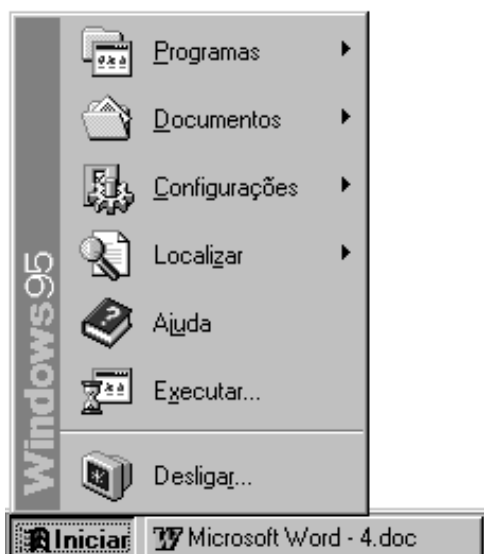 Programas
Documentos
Configurações
Localizar
Ajuda
Executar...
Desligar...
Windows95
Iniciar
Microsoft Word - 4.doc